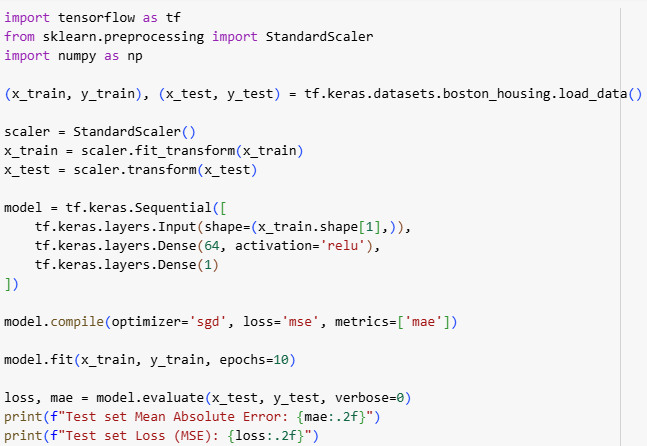 import tensorflow as tf
from sklearn.preprocessing import StandardScaler
import numpy as np

(x_train, y_train), (x_test, y_test) = tf.keras.datasets.boston_housing.load_data()

scaler = StandardScaler()
x_train = scaler.fit_transform(x_train)
x_test = scaler.transform(x_test)

model = tf.keras.Sequential([
    tf.keras.layers.Input(shape=(x_train.shape[1],)),
    tf.keras.layers.Dense(64, activation='relu'),
    tf.keras.layers.Dense(1)
])

model.compile(optimizer='sgd', loss='mse', metrics=['mae'])

model.fit(x_train, y_train, epochs=10)

loss, mae = model.evaluate(x_test, y_test, verbose=0)
print(f"Test set Mean Absolute Error: {mae:.2f}")
print(f"Test set Loss (MSE): {loss:.2f}")